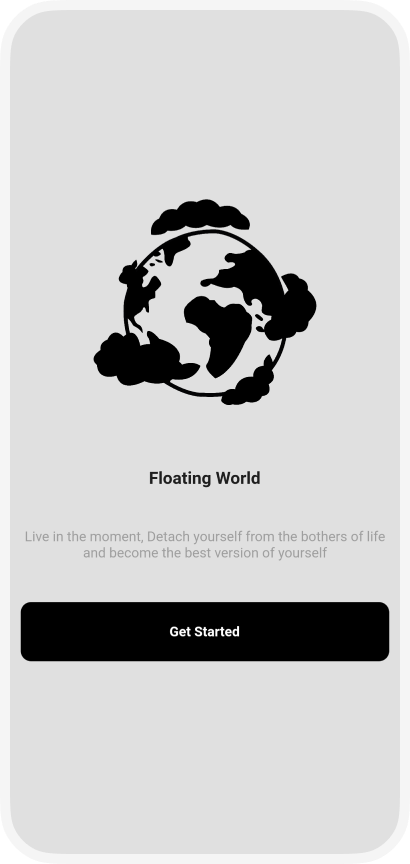 Floating World
Live in the moment, Detach yourself from the bothers of life
and become the best version of yourself
Get Started